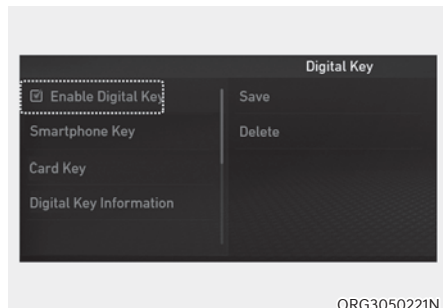 Digital Key
Enable Digital Key
Smartphone Key
Card Key
Digital Key Information
Save
Delete
ORG3050221N